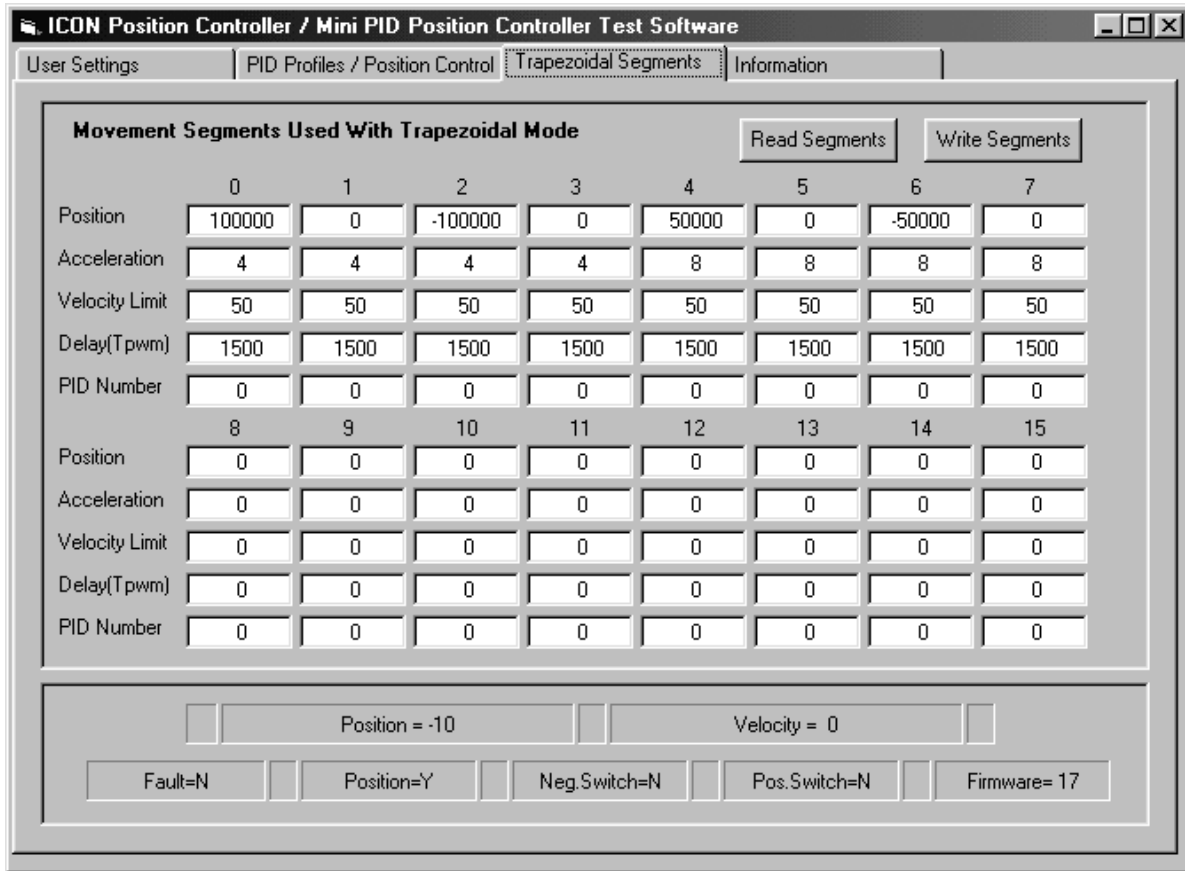 ICON Position Controller / Mini PID Position Controller Test Software
User Settings PID Profiles / Position Control Trapezoidal Segments Information
Movement Segments Used With Trapezoidal Mode Read Segments Write Segments
0 1 2 3 4 5 6 7
Position 100000 0 -100000 0 50000 0 -50000 0
Acceleration 4 4 4 4 8 8 8 8
Velocity Limit 50 50 50 50 50 50 50 50
Delay(Tpwm) 1500 1500 1500 1500 1500 1500 1500 1500
PID Number 0 0 0 0 0 0 0 0
8 9 10 11 12 13 14 15
Position 0 0 0 0 0 0 0 0
Acceleration 0 0 0 0 0 0 0 0
Velocity Limit 0 0 0 0 0 0 0 0
Delay(Tpwm) 0 0 0 0 0 0 0 0
PID Number 0 0 0 0 0 0 0 0
Position = -10 Velocity = 0
Fault=N Position=Y Neg.Switch=N Pos.Switch=N Firmware= 17